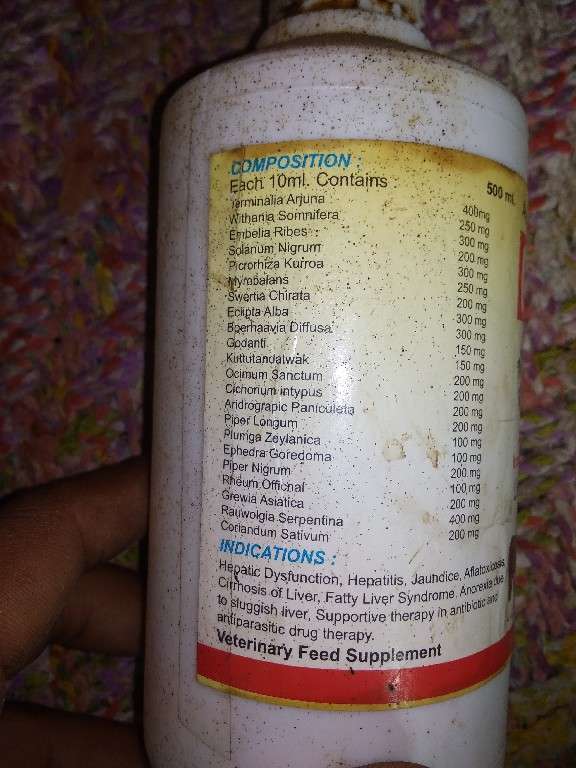 COMPOSITION :
Each 10ml. Contains : 500 ml.
Terminalia Arjuna 400mg
Withania Somnifera 250 mg
Embelia Ribes : 300 mg
Solanum Nigrum 200 mg
Picrorhiza Kurroa 300 mg
Mymbalans 250 mg
Swertia Chirata 200 mg
Eclipta Alba 300 mg
Boerhaavia Diffusa 300 mg
Godanti 150 mg
Kuttutandatwak 150 mg
Ocimum Sanctum 200 mg
Cichorium intypus 200 mg
Andrograpic Paniculata 200 mg
Piper Longum 200 mg
Plumga Zeylanica 100 mg
Ephedra Goredoma 100 mg
Piper Nigrum 200 mg
Rheum Officnal 100 mg
Grewia Asiatica 200 mg
Rauwolgia Serpentina 400 mg
Coriandum Sativum 200 mg
INDICATIONS :
Hepatic Dysfunction, Hepatitis, Jaundice, Aflatoxicosis,
Cirrhosis of Liver, Fatty Liver Syndrome, Anorexia due
to sluggish liver, Supportive therapy in antibiotic and
antiparasitic drug therapy.
Veterinary Feed Supplement